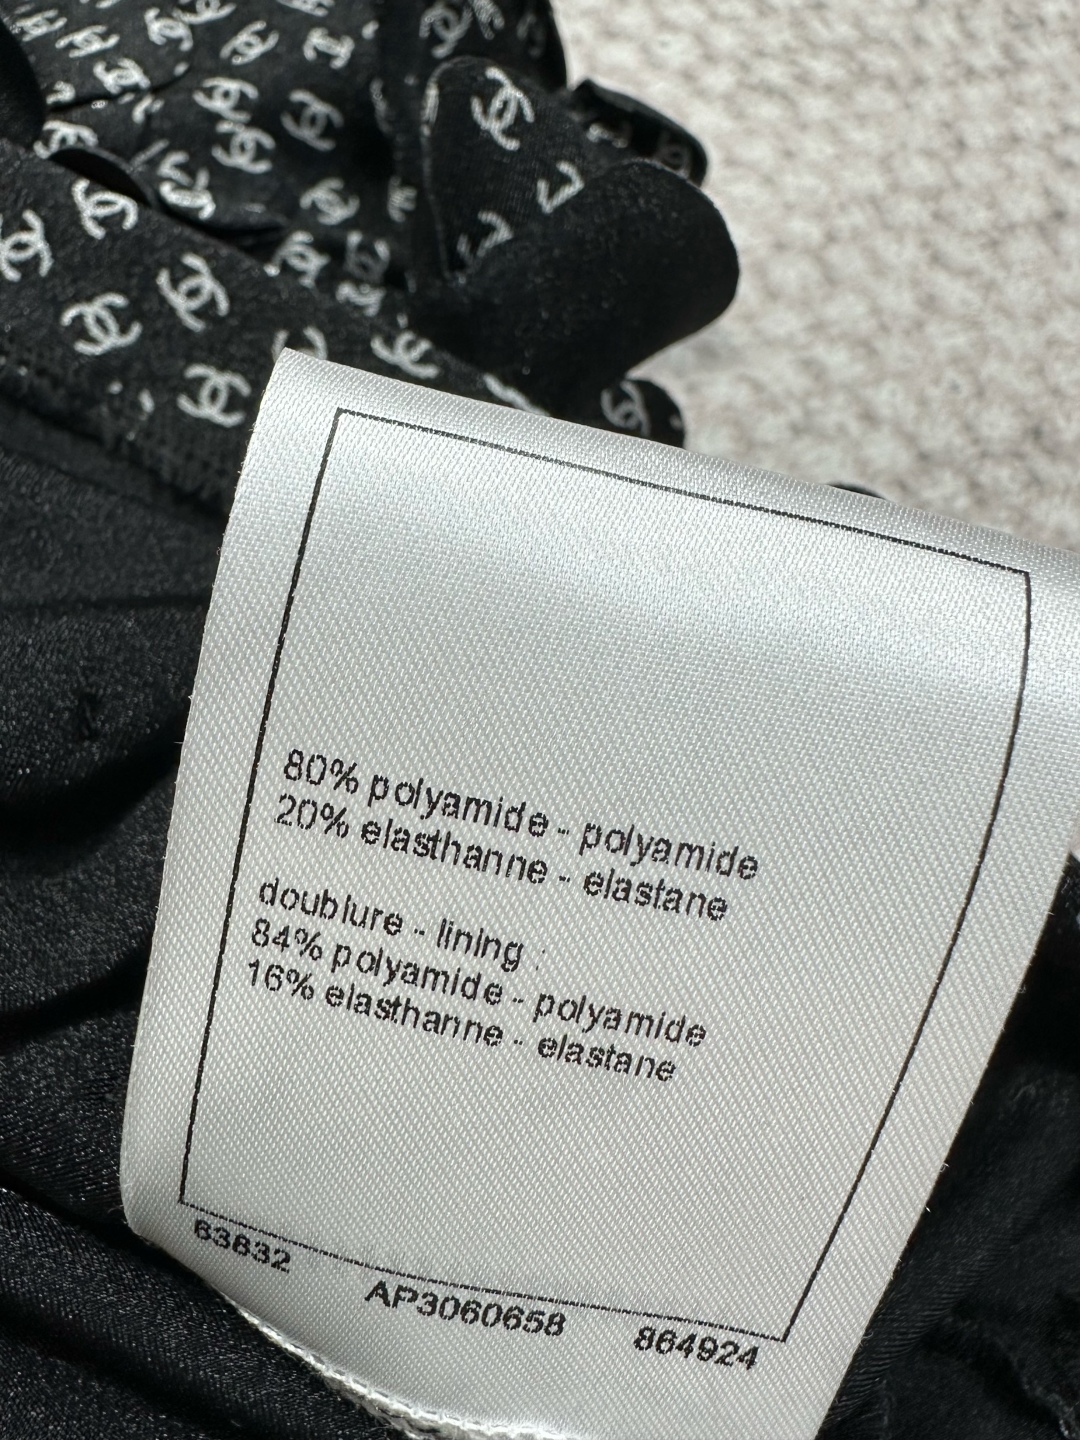 80% polyamide - polyamide
20% elasthanne - elastane
doublure - lining :
84% polyamide - polyamide
16% elasthanne - elastane
63832 AP3060658 864924